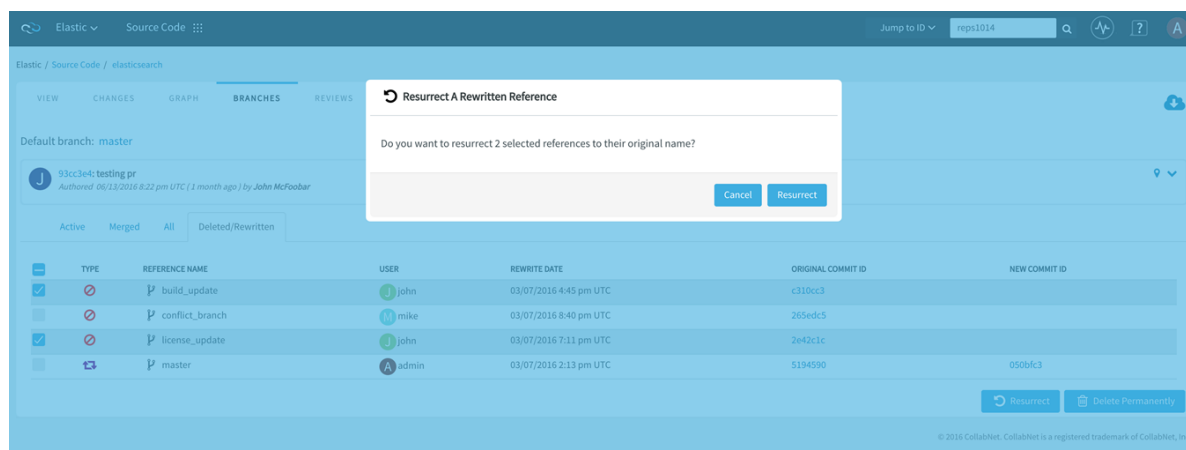 Elastic Source Code Jump to ID reps1014 ? A
Elastic / Source Code / elasticsearch
VIEW CHANGES GRAPH BRANCHES REVIEWS
Resurrect A Rewritten Reference
Default branch: master
Do you want to resurrect 2 selected references to their original name?
J 93cc3e4: testing pr
Authored 06/13/2016 8:22 pm UTC ( 1 month ago ) by John McFoobar
Cancel Resurrect
Active Merged All Deleted/Rewritten
TYPE REFERENCE NAME USER REWRITE DATE ORIGINAL COMMIT ID NEW COMMIT ID
build_update J john 03/07/2016 4:45 pm UTC c310cc3
conflict_branch M mike 03/07/2016 8:40 pm UTC 265edc5
license_update J john 03/07/2016 7:11 pm UTC 2e42c1c
master A admin 03/07/2016 2:13 pm UTC 5194590 050bfc3
Resurrect Delete Permanently
© 2016 CollabNet. CollabNet is a registered trademark of CollabNet, In